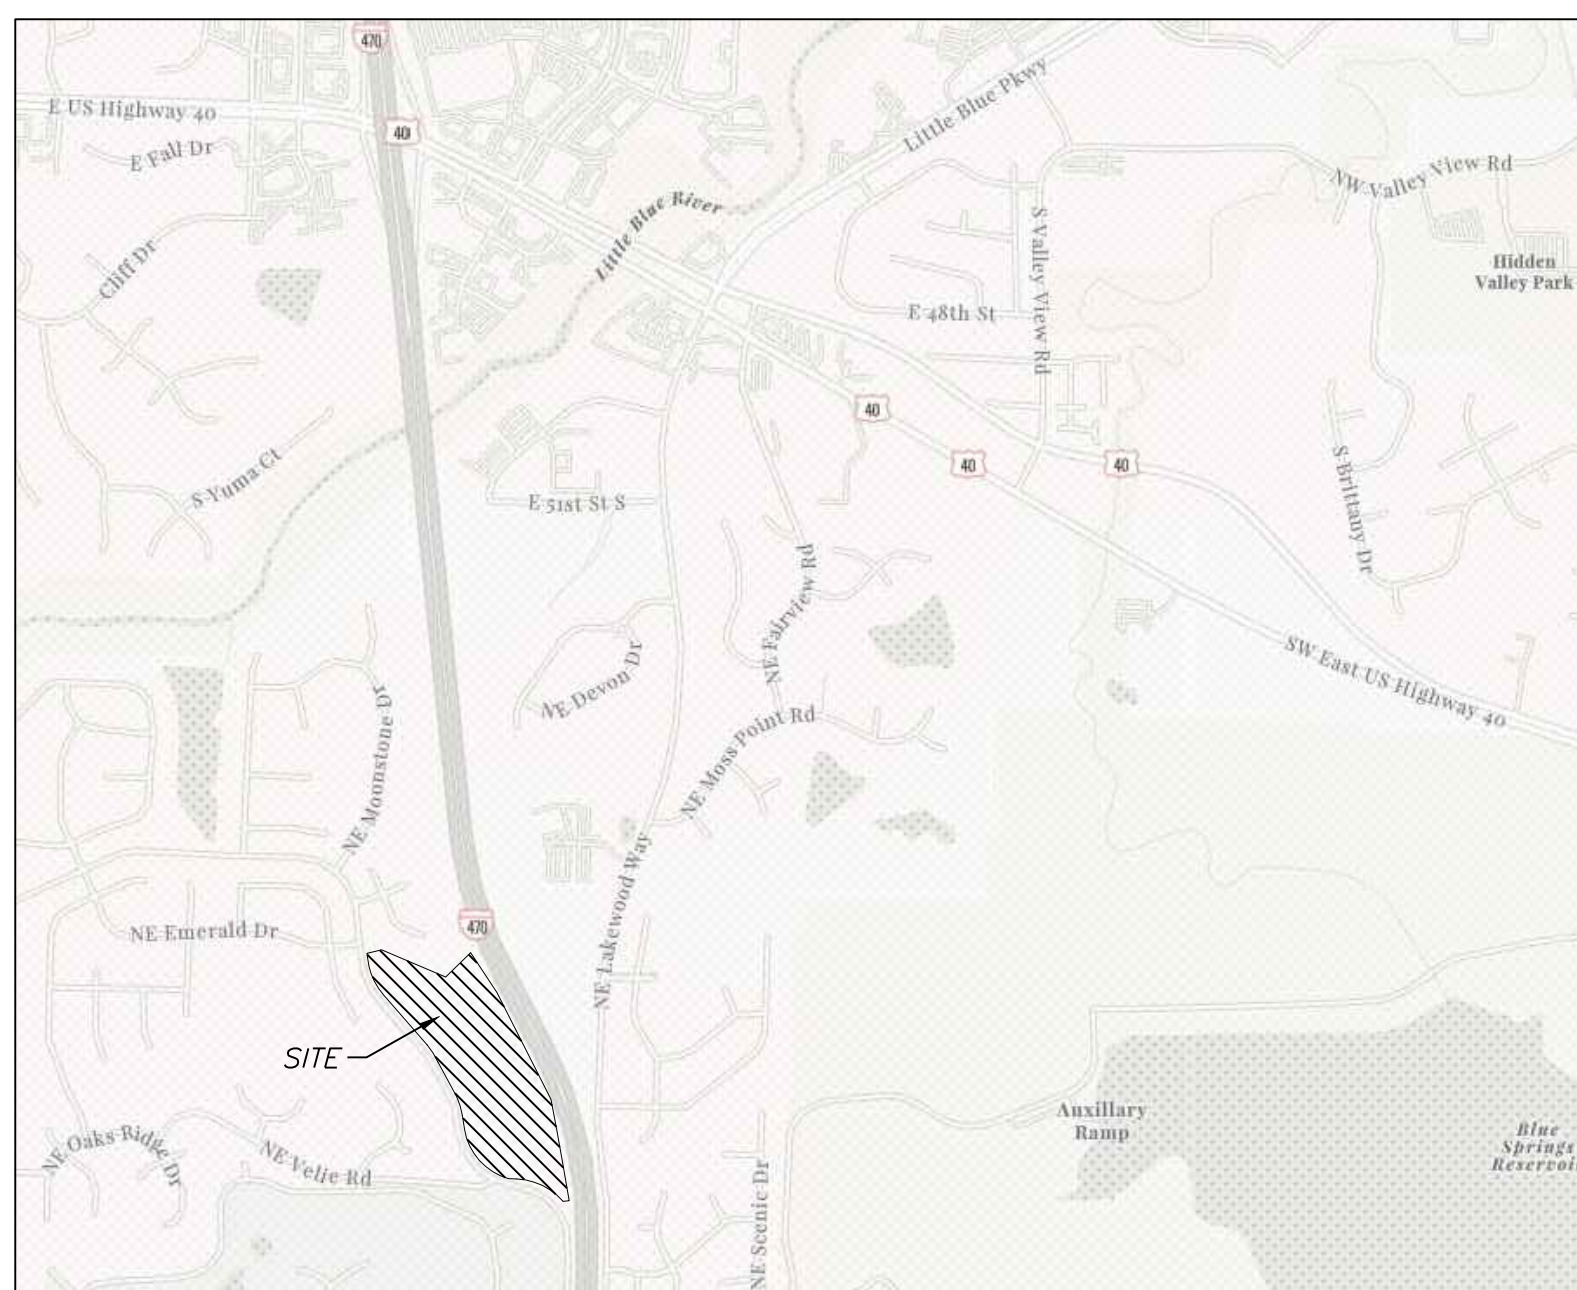 470
E US Highway 40
40
E Fall Dr
Little Blue Pkwy
NW Valley View Rd
Little Blue River
S Valley View Rd
Cliff Dr
Hidden
Valley Park
E 48th St
40
40
40
S Yuma Ct
E 51st St S
S Brittany Dr
NE Fairview Rd
NE Devon Dr
SW East US Highway 40
NE Moonstone Dr
NE Moss Point Rd
NE Lakewood Way
470
NE Emerald Dr
SITE
Auxillary
Ramp
Blue
Springs
Reservoi
NE Oaks Ridge Dr
NE Velie Rd
NE Scenic Dr